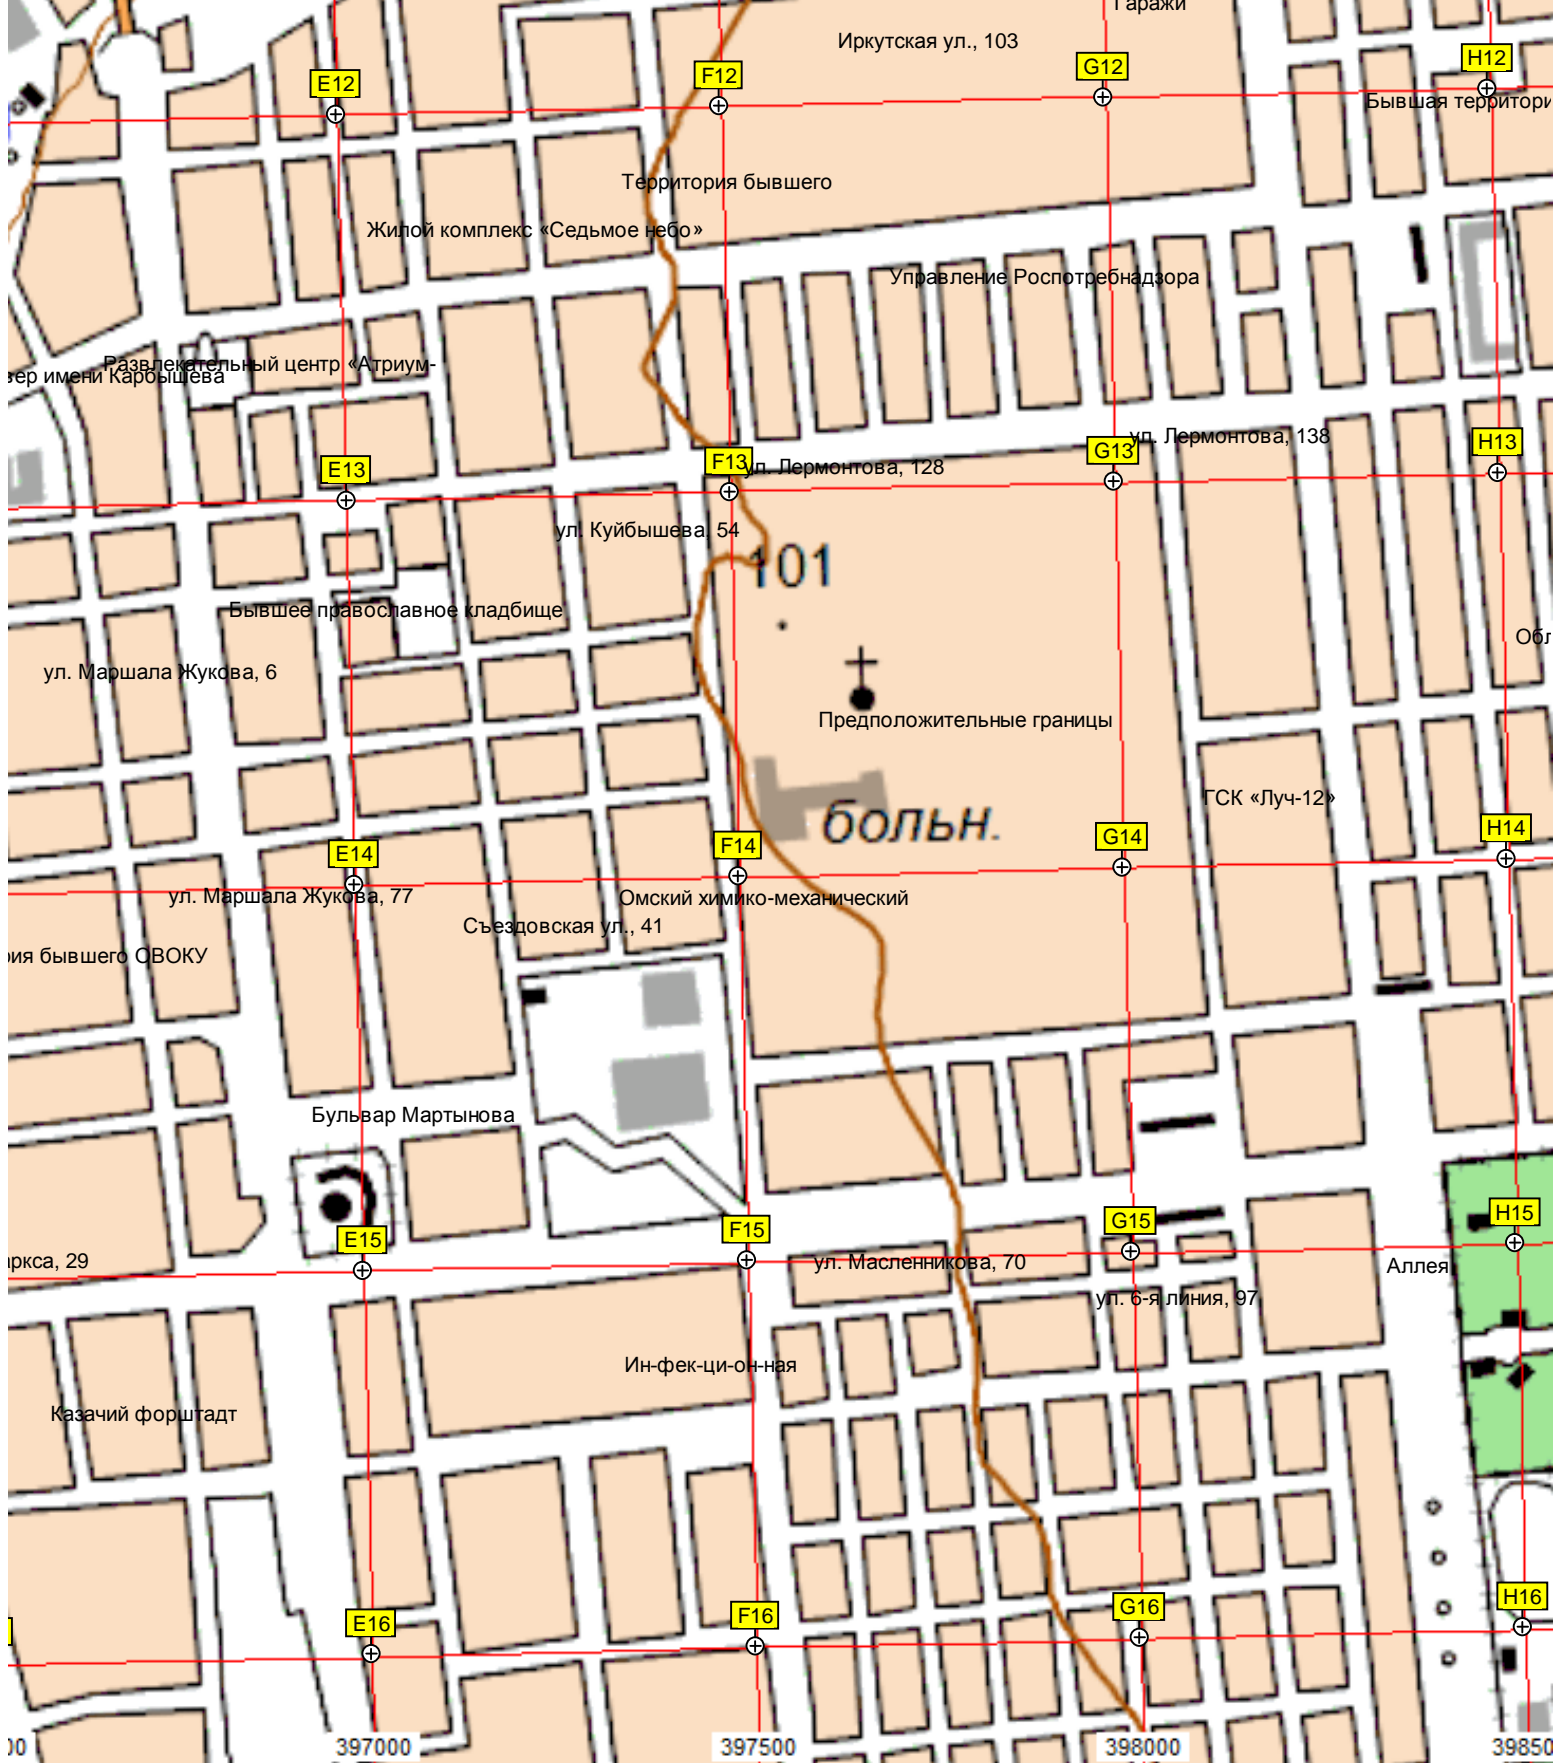 Гаражи
Иркутская ул., 103
H12
G12
F12
E12
Бывшая территори
Территория бывшего
Жилой комплекс «Седьмое небо»
Управление Роспотребнадзора
Развлекательный центр «Атриум-
вер имени Карбышева
ул. Лермонтова, 138
H13
G13
F13
ул. Лермонтова, 128
E13
ул. Куйбышева, 54
101
Бывшее православное кладбище
Обл
ул. Маршала Жукова, 6
Предположительные границы
ГСК «Луч-12»
больн.
H14
G14
F14
E14
ул. Маршала Жукова, 77
Омский химико-механический
Съездовская ул., 41
рия бывшего ОВОКУ
Бульвар Мартынова
H15
G15
F15
E15
аркса, 29
ул. Масленникова, 70
Аллея
ул. 6-я линия, 97
Ин-фек-ци-он-ная
Казачий форштадт
H16
G16
F16
E16
00
397000
397500
398000
39850